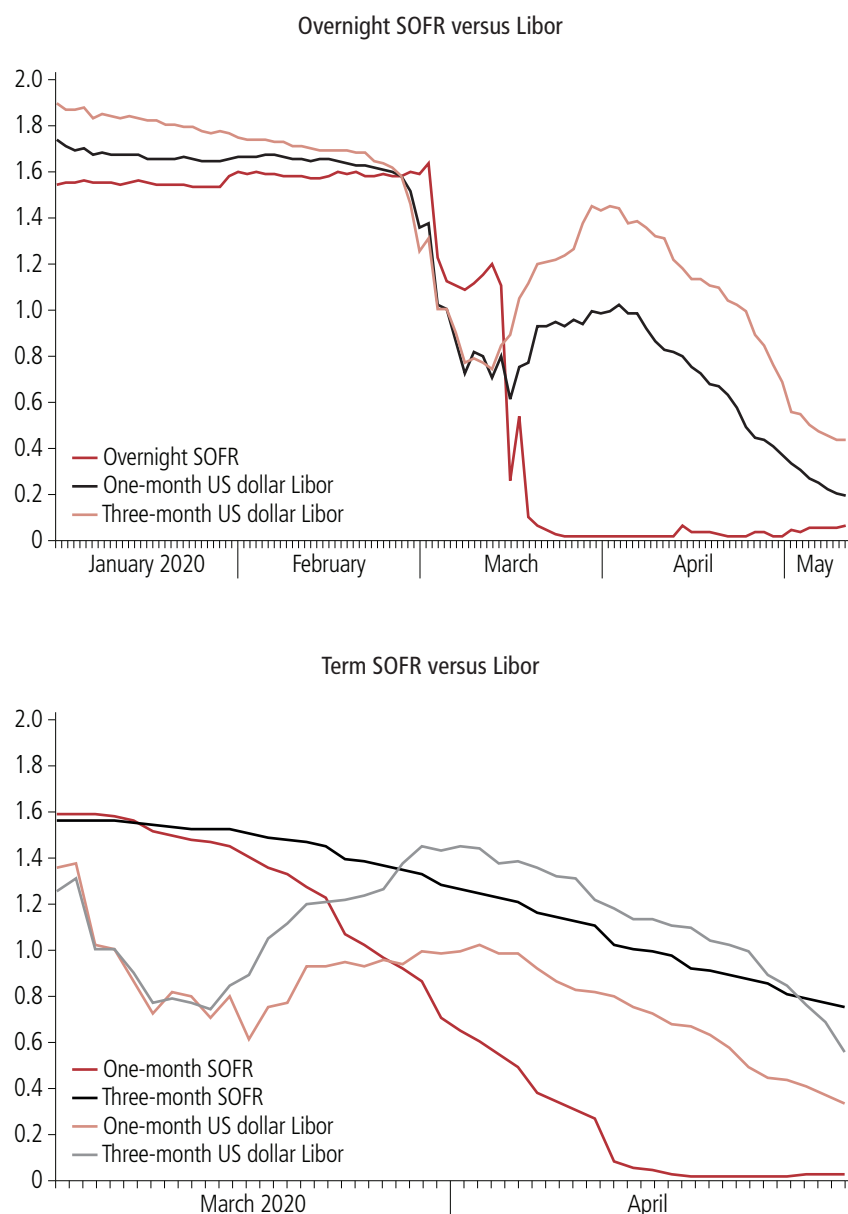 Overnight SOFR versus Libor
2.0
1.8
1.6
1.4
1.2
1.0
0.8
0.6
0.4
0.2
0
Overnight SOFR
One-month US dollar Libor
Three-month US dollar Libor
January 2020 February March April May
Term SOFR versus Libor
2.0
1.8
1.6
1.4
1.2
1.0
0.8
0.6
0.4
0.2
0
One-month SOFR
Three-month SOFR
One-month US dollar Libor
Three-month US dollar Libor
March 2020 April